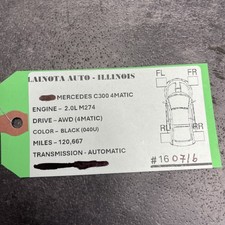 LAINOTA AUTO - ILLINOIS
MERCEDES C300 4MATIC
ENGINE – 2.0L M274
DRIVE – AWD (4MATIC)
COLOR – BLACK (040U)
MILES – 120,667
TRANSMISSION - AUTOMATIC
FL FR
RL RR
#160716